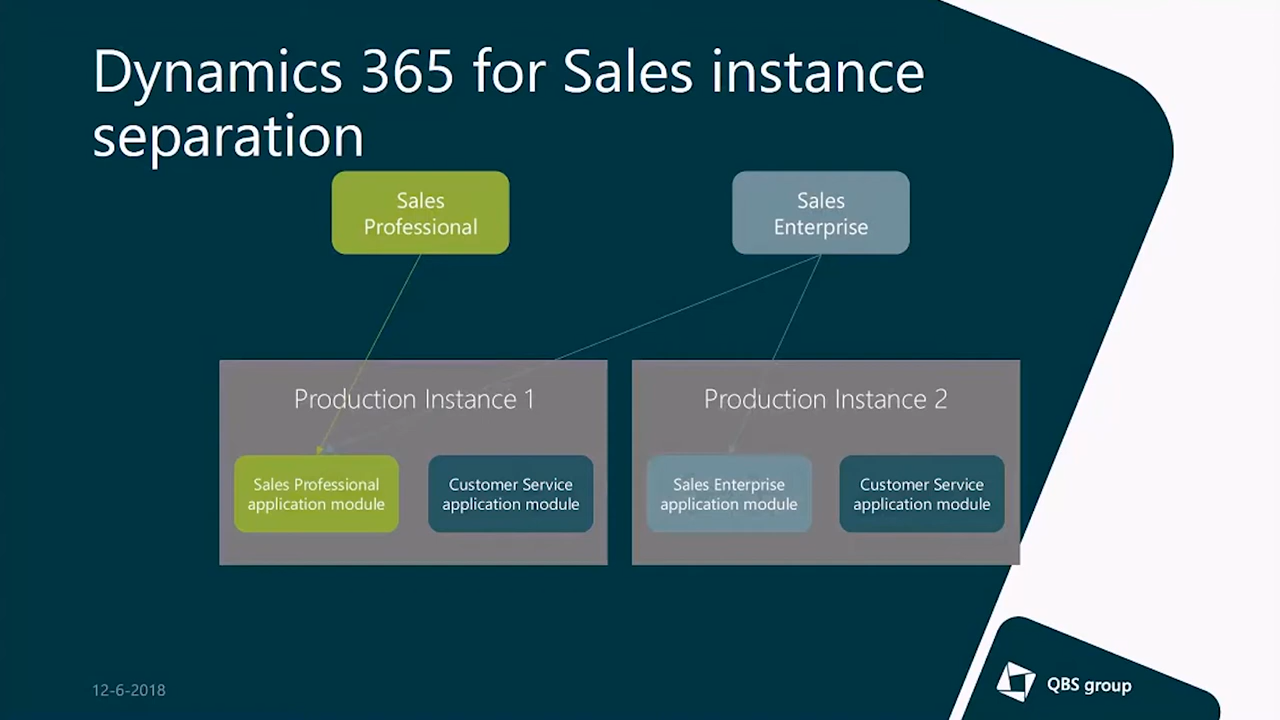 Dynamics 365 for Sales instance
separation
Sales
Professional
Sales
Enterprise
Production Instance 1
Production Instance 2
Sales Professional
application module
Customer Service
application module
Sales Enterprise
application module
Customer Service
application module
12-6-2018
QBS group